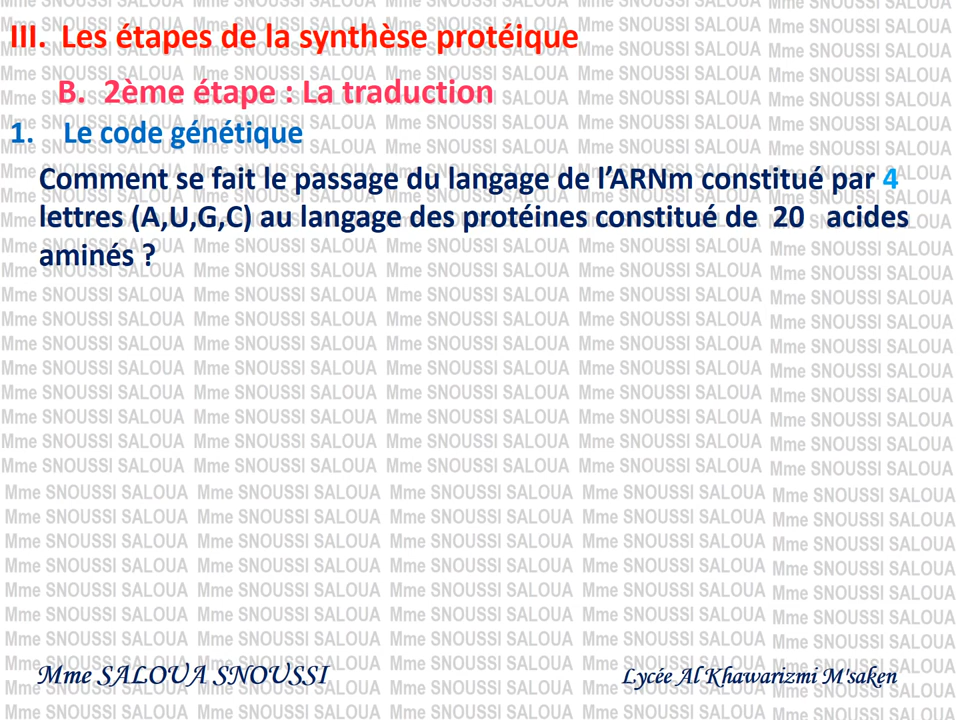 III. Les étapes de la synthèse protéique
B. 2ème étape : La traduction
1. Le code génétique
Comment se fait le passage du langage de l’ARNm constitué par 4
lettres (A,U,G,C) au langage des protéines constitué de 20 acides
aminés ?
Mme SALOUA SNOUSSI
Lycée Al Khawarizmi M'saken